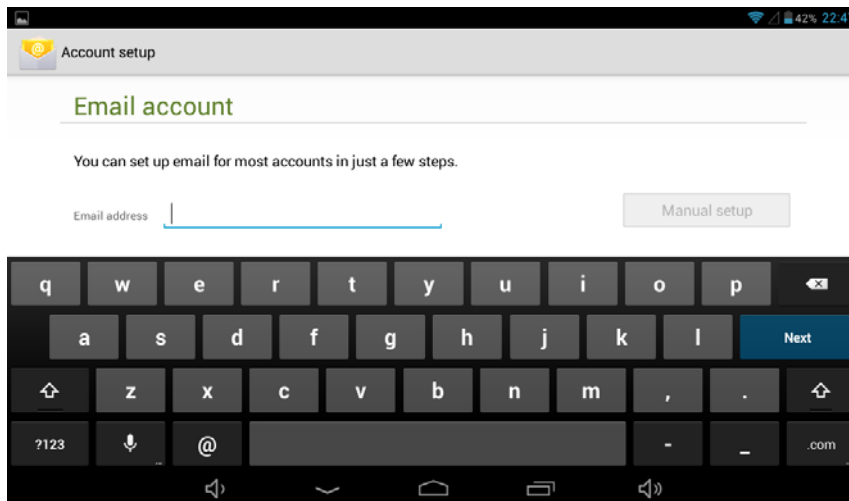 42% 22:4
Account setup
Email account
You can set up email for most accounts in just a few steps.
Email address
Manual setup
q w e r t y u i o p
a s d f g h j k l Next
z x c v b n m , .
?123 @ - _ .com